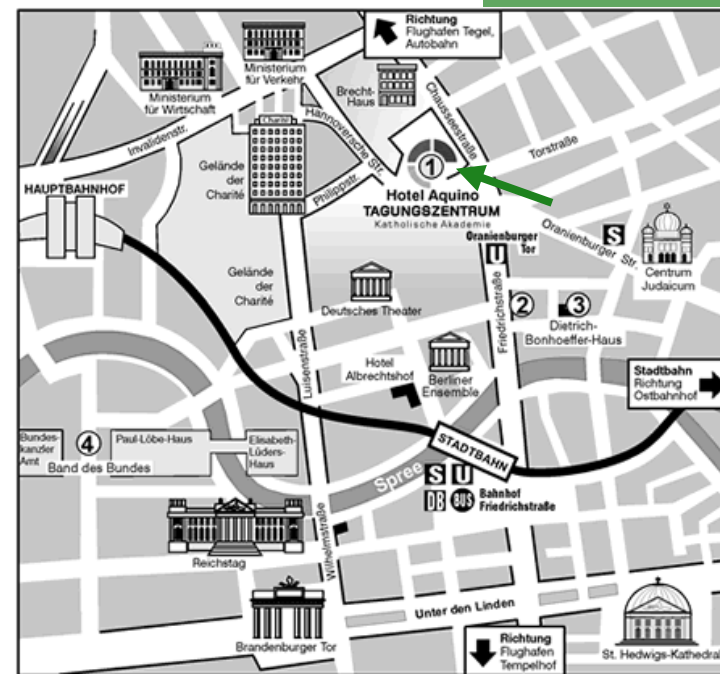 Richtung
Flughafen Tegel,
Autobahn
Ministerium
für Verkehr
Ministerium
für Wirtschaft
Brecht-
Haus
Chausseestraße
Invalidenstr.
Charité
Hannoversche Str.
Torstraße
Gelände
der
Charité
Philippstr.
1
HAUPTBAHNHOF
Hotel Aquino
TAGUNGSZENTRUM
Katholische Akademie
Oranienburger
Tor
U
Oranienburger Str.
S
Centrum
Judaicum
Gelände
der
Charité
Deutsches Theater
Friedrichstraße
2
3
Dietrich-
Bonhoeffer-Haus
Luisenstraße
Hotel
Albrechtshof
Berliner
Ensemble
Stadtbahn
Richtung
Ostbahnhof
Bundes-
kanzler
Amt
4
Band des Bundes
Paul-Löbe-Haus
Elisabeth-
Lüders-
Haus
STADTBAHN
Spree
S U
DB BUS
Bahnhof
Friedrichstraße
Reichstag
Wilhelmstraße
Unter den Linden
Brandenburger Tor
Richtung
Flughafen
Tempelhof
St. Hedwigs-Kathedral